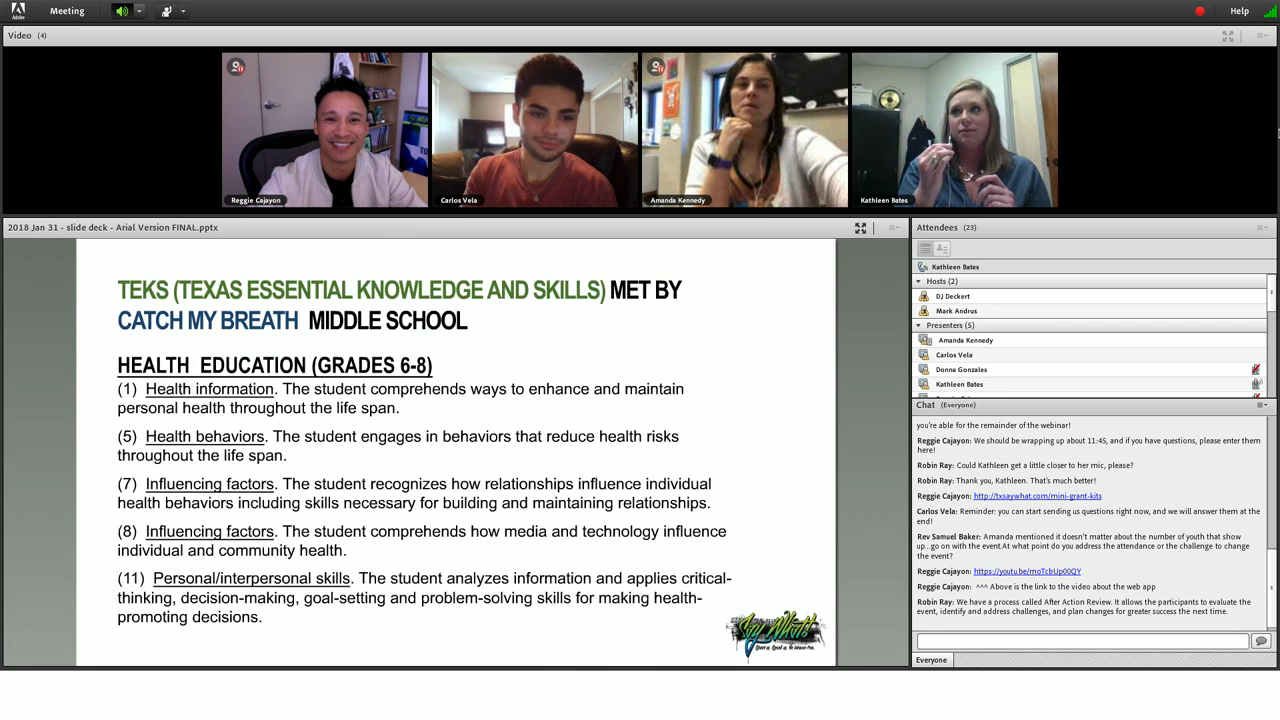 Adobe
Meeting
Help
Video (4)
Reggie Cajayon
Carlos Vela
Amanda Kennedy
Kathleen Bates
2018 Jan 31 - slide deck - Arial Version FINAL.pptx
TEKS (TEXAS ESSENTIAL KNOWLEDGE AND SKILLS) MET BY
CATCH MY BREATH MIDDLE SCHOOL
HEALTH EDUCATION (GRADES 6-8)
(1) Health information. The student comprehends ways to enhance and maintain
personal health throughout the life span.
(5) Health behaviors. The student engages in behaviors that reduce health risks
throughout the life span.
(7) Influencing factors. The student recognizes how relationships influence individual
health behaviors including skills necessary for building and maintaining relationships.
(8) Influencing factors. The student comprehends how media and technology influence
individual and community health.
(11) Personal/interpersonal skills. The student analyzes information and applies critical-
thinking, decision-making, goal-setting and problem-solving skills for making health-
promoting decisions.
Say What!
Attendees (23)
Kathleen Bates
Hosts (2)
DJ Deckert
Mark Andrus
Presenters (5)
Amanda Kennedy
Carlos Vela
Donna Gonzales
Kathleen Bates
Chat (Everyone)
you're able for the remainder of the webinar!
Reggie Cajayon: We should be wrapping up about 11:45, and if you have questions, please enter them
here!
Robin Ray: Could Kathleen get a little closer to her mic, please?
Robin Ray: Thank you, Kathleen. That's much better!
Reggie Cajayon: http://txsaywhat.com/mini-grant-kits
Carlos Vela: Reminder: you can start sending us questions right now, and we will answer them at the
end!
Rev Samuel Baker: Amanda mentioned it doesn't matter about the number of youth that show
up...go on with the event.At what point do you address the attendance or the challenge to change
the event?
Reggie Cajayon: https://youtu.be/moTcbUp00QY
Reggie Cajayon: ^^^ Above is the link to the video about the web app
Robin Ray: We have a process called After Action Review. It allows the participants to evaluate the
event, identify and address challenges, and plan changes for greater success the next time.
Everyone